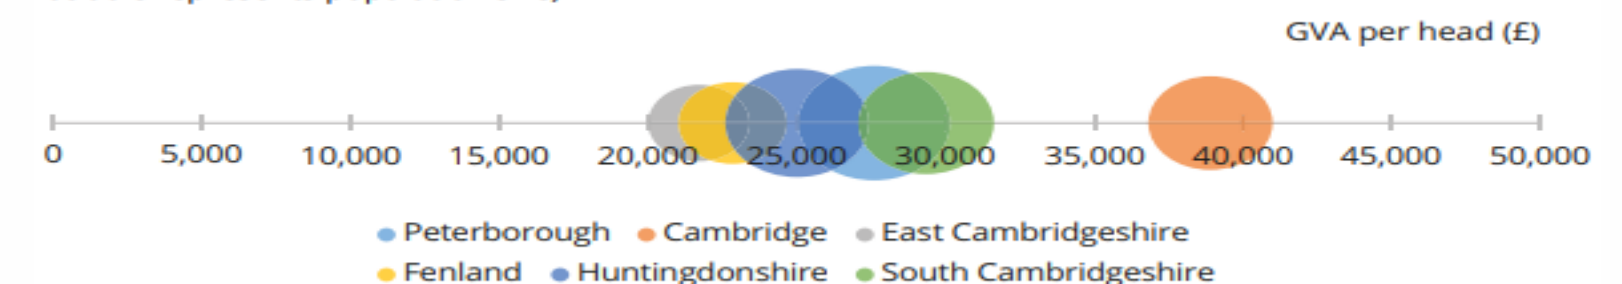 GVA per head (£)
0 5,000 10,000 15,000 20,000 25,000 30,000 35,000 40,000 45,000 50,000
Peterborough Cambridge East Cambridgeshire
Fenland Huntingdonshire South Cambridgeshire